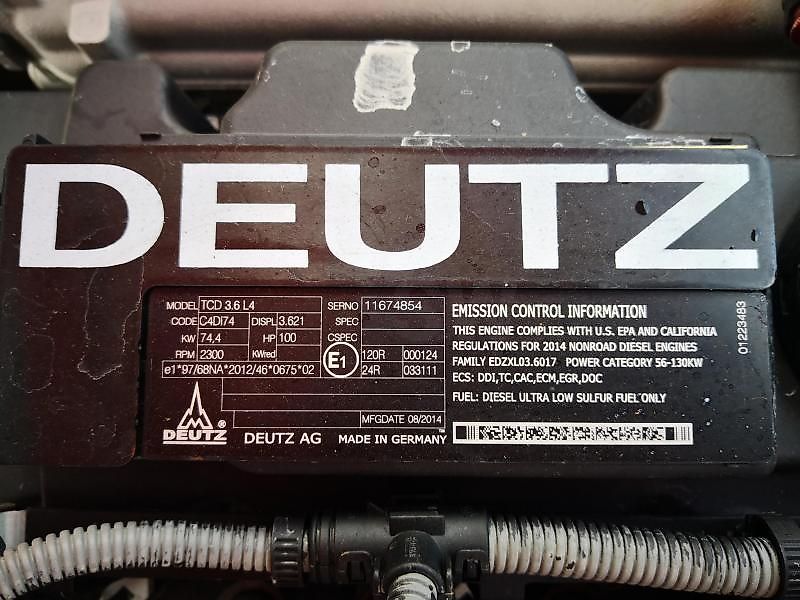 DEUTZ
MODEL TCD 3.6 L4 SERNO 11674854
CODE C4DI74 DISPL 3.621 SPEC
KW 74,4 HP 100 CSPEC
RPM 2300 KWred E1 120R 000124
e1*97/68NA*2012/46*0675*02 24R 033111
MFGDATE 08/2014
DEUTZ ® DEUTZ AG MADE IN GERMANY
EMISSION CONTROL INFORMATION
THIS ENGINE COMPLIES WITH U.S. EPA AND CALIFORNIA
REGULATIONS FOR 2014 NONROAD DIESEL ENGINES
FAMILY EDZXL03.6017 POWER CATEGORY 56-130KW
ECS: DDI,TC,CAC,ECM,EGR,DOC
FUEL: DIESEL ULTRA LOW SULFUR FUEL ONLY
01223483